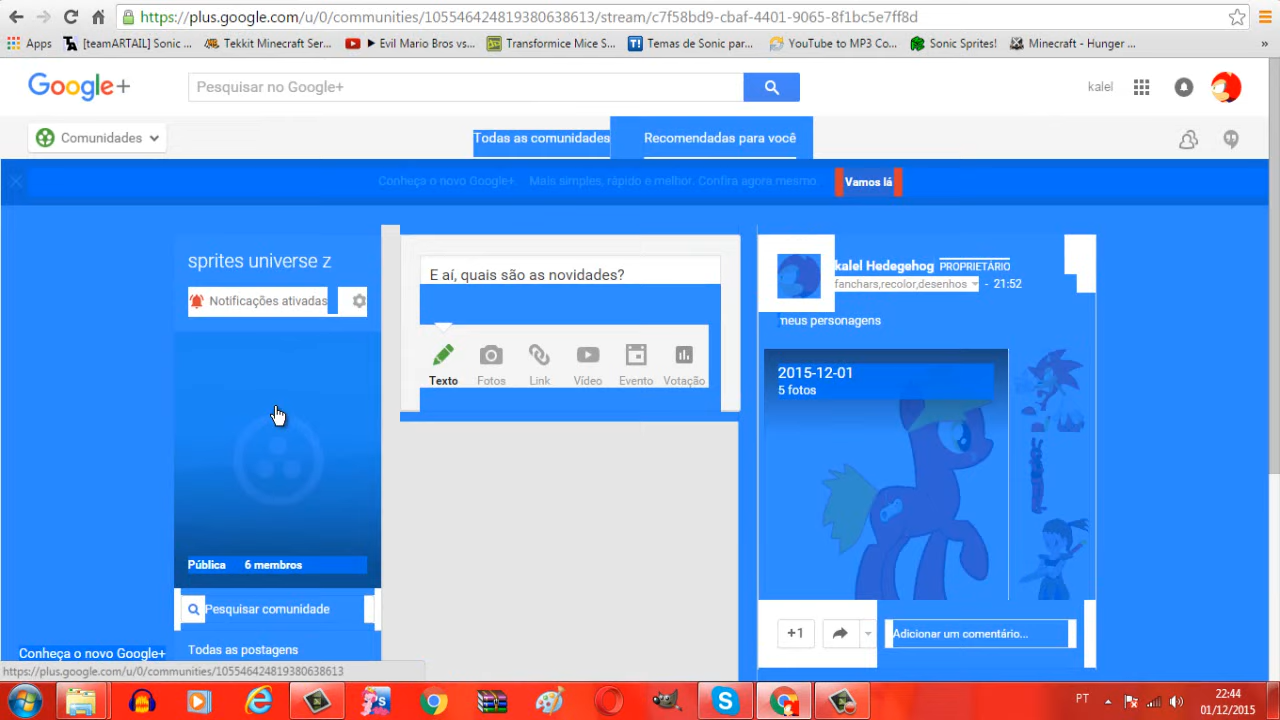 https://plus.google.com/u/0/communities/105546424819380638613/stream/c7f58bd9-cbaf-4401-9065-8f1bc5e7ff8d
Apps [teamARTAIL] Sonic ... Tekkit Minecraft Ser... ► Evil Mario Bros vs... Transformice Mice S... Temas de Sonic par... YouTube to MP3 Co... Sonic Sprites! Minecraft - Hunger ... »
Google+ Pesquisar no Google+ kalel
Comunidades Todas as comunidades Recomendadas para você
Conheça o novo Google+. Mais simples, rápido e melhor. Confira agora mesmo. Vamos lá
sprites universe z
Notificações ativadas
Pública 6 membros
Pesquisar comunidade
Todas as postagens
E aí, quais são as novidades?
Texto Fotos Link Vídeo Evento Votação
kalel Hedegehog PROPRIETÁRIO
fanchars,recolor,desenhos - 21:52
meus personagens
2015-12-01
5 fotos
+1 Adicionar um comentário...
Conheça o novo Google+
https://plus.google.com/u/0/communities/105546424819380638613
PT 22:44
01/12/2015